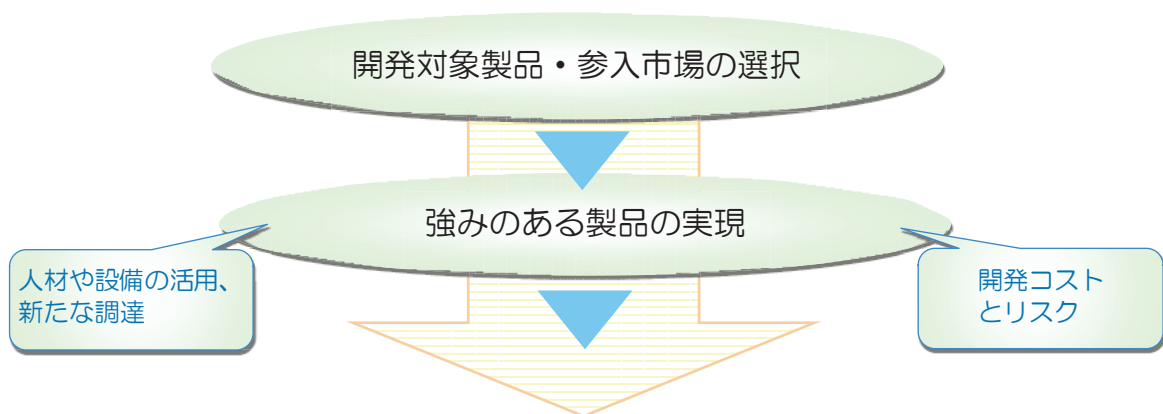 開発対象製品・参入市場の選択
強みのある製品の実現
人材や設備の活用、
新たな調達
開発コスト
とリスク